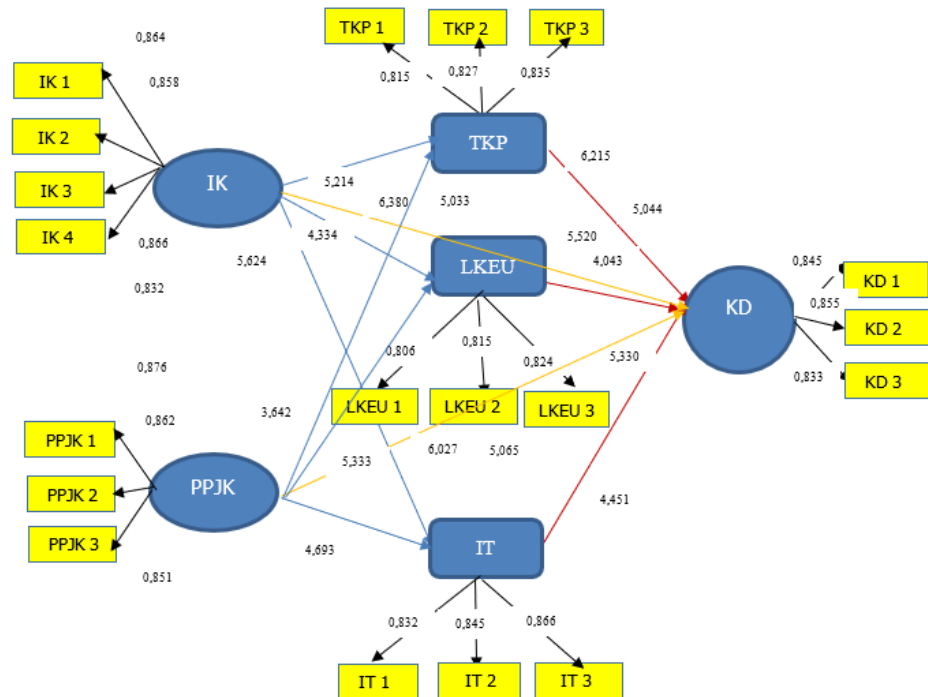 TKP 1
TKP 2
TKP 3
0,864
0,815
0,827
0,835
IK 1
0,858
IK 2
TKP
6,215
IK
5,214
IK 3
6,380
5,033
5,044
IK 4
4,334
5,520
0,866
5,624
LKEU
4,043
0,845
KD 1
0,832
KD
0,855
KD 2
0,806
0,815
0,824
5,330
0,876
0,833
KD 3
3,642
LKEU 1
LKEU 2
LKEU 3
0,862
PPJK 1
5,333
6,027
5,065
PPJK 2
PPJK
4,451
PPJK 3
4,693
IT
0,851
0,832
0,845
0,866
IT 1
IT 2
IT 3